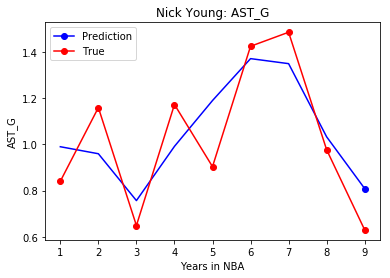 Nick Young: AST_G
Prediction
True
AST_G
1.4
1.2
1.0
0.8
0.6
1 2 3 4 5 6 7 8 9
Years in NBA